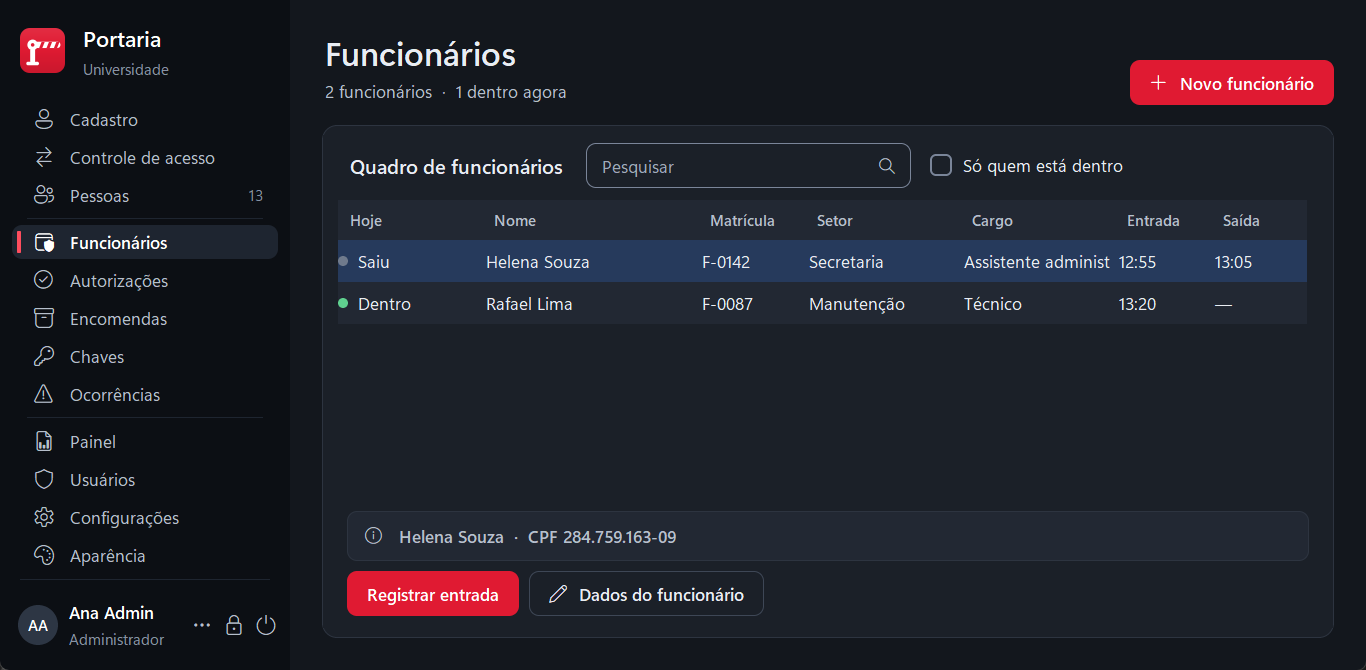 Portaria
Universidade
Cadastro
Controle de acesso
Pessoas 13
Funcionários
Autorizações
Encomendas
Chaves
Ocorrências
Painel
Usuários
Configurações
Aparência
AA
Ana Admin
Administrador
Funcionários
2 funcionários · 1 dentro agora
+ Novo funcionário
Quadro de funcionários
Pesquisar
Só quem está dentro
Hoje Nome Matrícula Setor Cargo Entrada Saída
Saiu Helena Souza F-0142 Secretaria Assistente administ 12:55 13:05
Dentro Rafael Lima F-0087 Manutenção Técnico 13:20 —
Helena Souza · CPF 284.759.163-09
Registrar entrada
Dados do funcionário